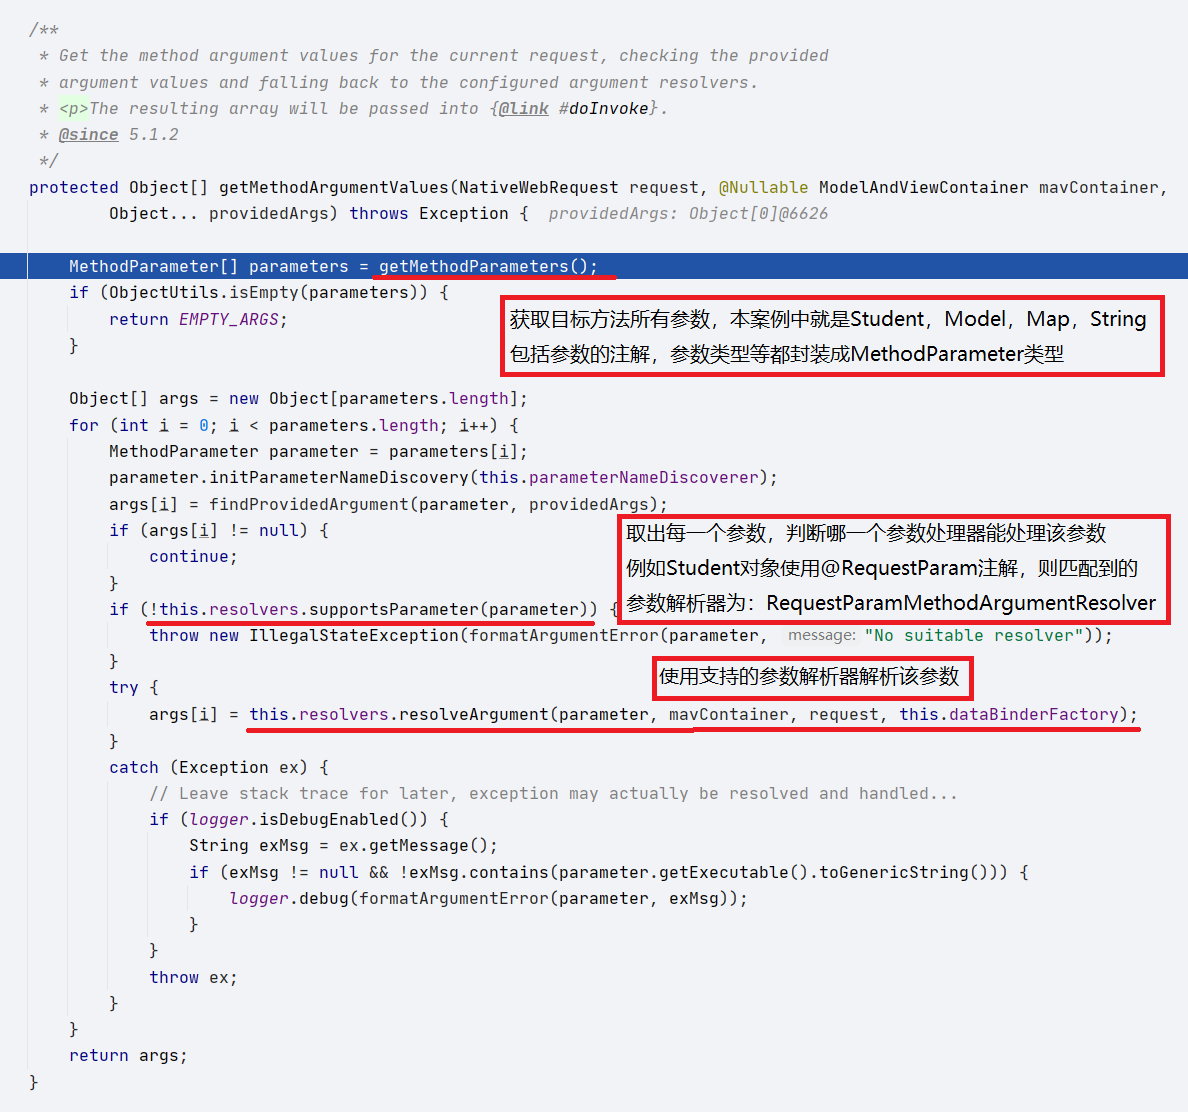 /**
 * Get the method argument values for the current request, checking the provided
 * argument values and falling back to the configured argument resolvers.
 * <p>The resulting array will be passed into {@link #doInvoke}.
 * @since 5.1.2
 */
protected Object[] getMethodArgumentValues(NativeWebRequest request, @Nullable ModelAndViewContainer mavContainer,
        Object... providedArgs) throws Exception {  providedArgs: Object[0]@6626
    MethodParameter[] parameters = getMethodParameters();
    if (ObjectUtils.isEmpty(parameters)) {
        return EMPTY_ARGS;
    }
获取目标方法所有参数，本案例中就是Student，Model，Map，String
包括参数的注解，参数类型等都封装成MethodParameter类型
    Object[] args = new Object[parameters.length];
    for (int i = 0; i < parameters.length; i++) {
        MethodParameter parameter = parameters[i];
        parameter.initParameterNameDiscovery(this.parameterNameDiscoverer);
        args[i] = findProvidedArgument(parameter, providedArgs);
        if (args[i] != null) {
            continue;
        }
取出每一个参数，判断哪一个参数处理器能处理该参数
例如Student对象使用@RequestParam注解，则匹配到的
参数解析器为：RequestParamMethodArgumentResolver
        if (!this.resolvers.supportsParameter(parameter)) {
            throw new IllegalStateException(formatArgumentError(parameter, message: "No suitable resolver"));
        }
使用支持的参数解析器解析该参数
        try {
            args[i] = this.resolvers.resolveArgument(parameter, mavContainer, request, this.dataBinderFactory);
        }
        catch (Exception ex) {
            // Leave stack trace for later, exception may actually be resolved and handled...
            if (logger.isDebugEnabled()) {
                String exMsg = ex.getMessage();
                if (exMsg != null && !exMsg.contains(parameter.getExecutable().toGenericString())) {
                    logger.debug(formatArgumentError(parameter, exMsg));
                }
            }
            throw ex;
        }
    }
    return args;
}